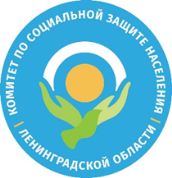 КОМИТЕТ ПО СОЦИАЛЬНОЙ ЗАЩИТЕ НАСЕЛЕНИЯ
ЛЕНИНГРАДСКОЙ ОБЛАСТИ